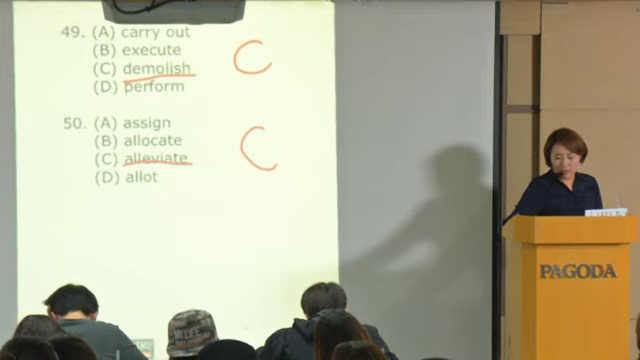 49. (A) carry out
(B) execute
(C) demolish
(D) perform
C
50. (A) assign
(B) allocate
(C) alleviate
(D) allot
C
PAGODA